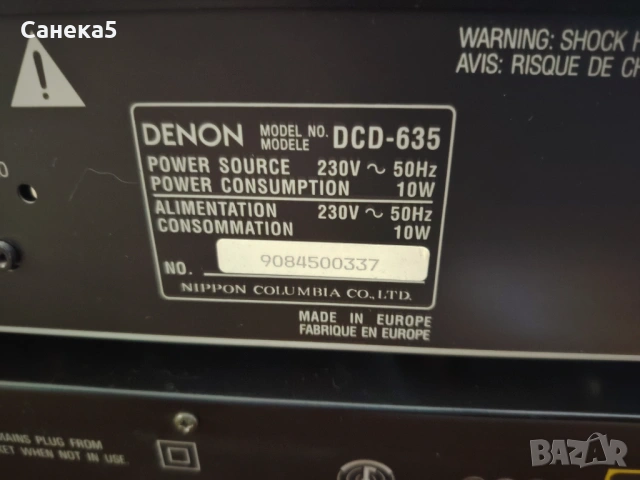 Санека5
WARNING: SHOCK H
AVIS: RISQUE DE CH
DENON MODEL NO. DCD-635
MODELE
POWER SOURCE 230V ~ 50Hz
POWER CONSUMPTION 10W
ALIMENTATION 230V ~ 50Hz
CONSOMMATION 10W
NO. 9084500337
NIPPON COLUMBIA CO., LTD.
MADE IN EUROPE
FABRIQUE EN EUROPE
MAINS PLUG FROM
KET WHEN NOT IN USE.
BAZAR